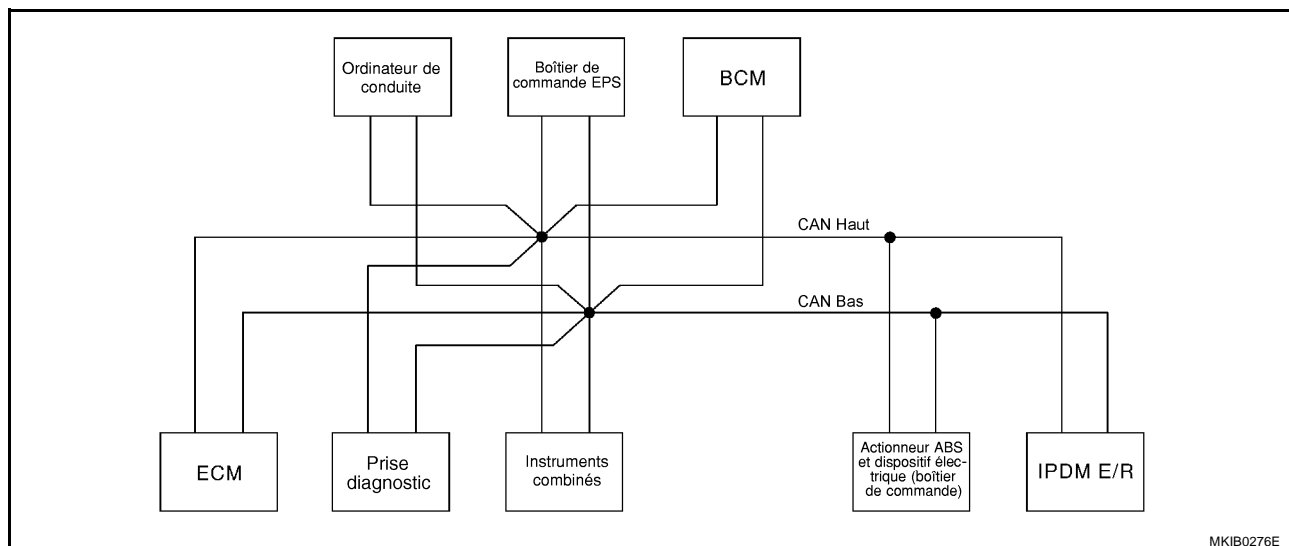 Ordinateur de
conduite
Boîtier de
commande EPS
BCM
CAN Haut
CAN Bas
ECM
Prise
diagnostic
Instruments
combinés
Actionneur ABS
et dispositif élec-
trique (boîtier
de commande)
IPDM E/R
MKIB0276E